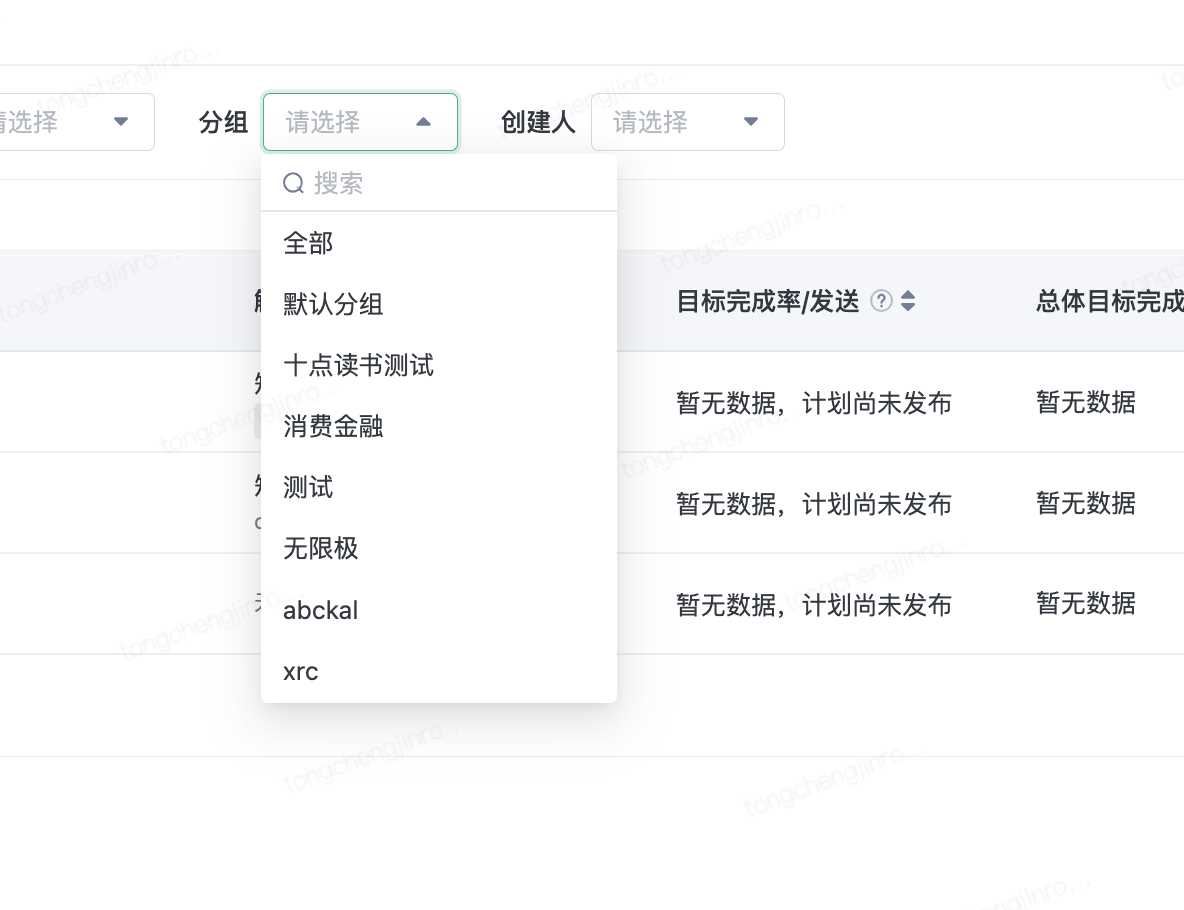 请选择
分组
请选择
创建人
请选择
搜索
全部
默认分组
十点读书测试
消费金融
测试
无限极
abckal
xrc
目标完成率/发送 ?
总体目标完成
暂无数据，计划尚未发布
暂无数据
暂无数据，计划尚未发布
暂无数据
暂无数据，计划尚未发布
暂无数据
tongchengjinro...